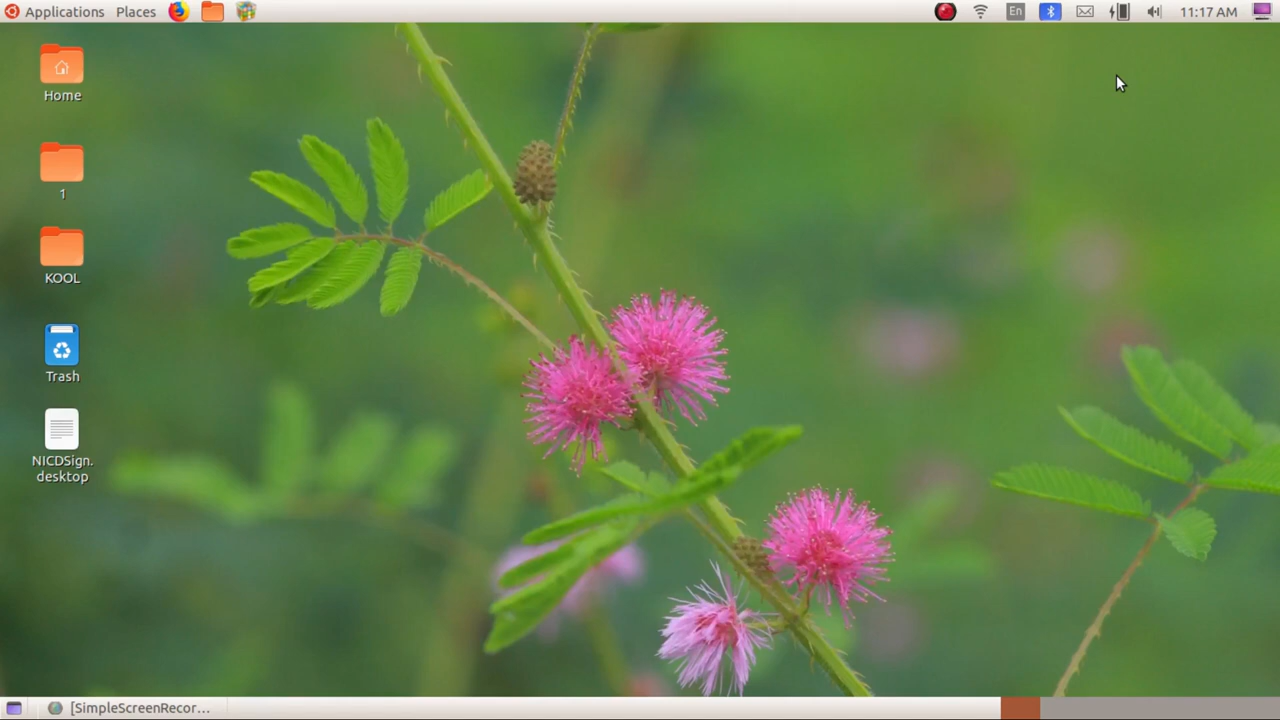 Applications Places En 11:17 AM
Home
1
KOOL
Trash
NICDSign.
desktop
[SimpleScreenRecor...